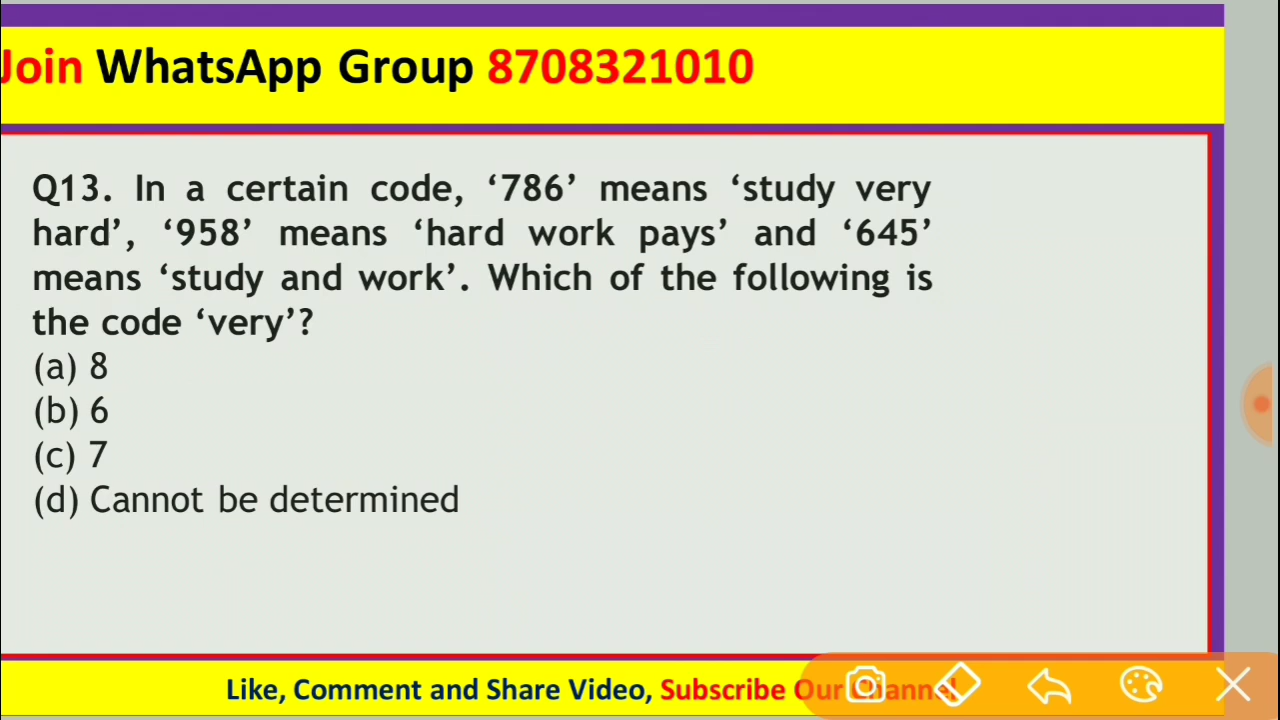 Join WhatsApp Group 8708321010
Q13. In a certain code, ‘786’ means ‘study very
hard’, ‘958’ means ‘hard work pays’ and ‘645’
means ‘study and work’. Which of the following is
the code ‘very’?
(a) 8
(b) 6
(c) 7
(d) Cannot be determined
Like, Comment and Share Video, Subscribe Our Channel